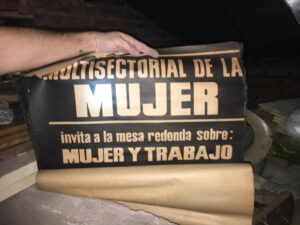 MULTISECTORIAL DE LA
MUJER
invita a la mesa redonda sobre:
MUJER Y TRABAJO